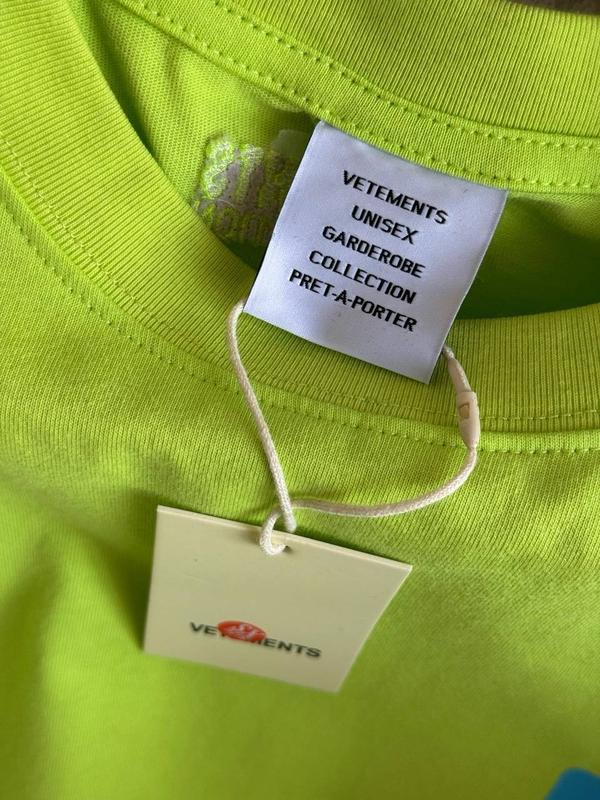 VETEMENTS
UNISEX
GARDEROBE
COLLECTION
PRET-A-PORTER
VETEMENTS